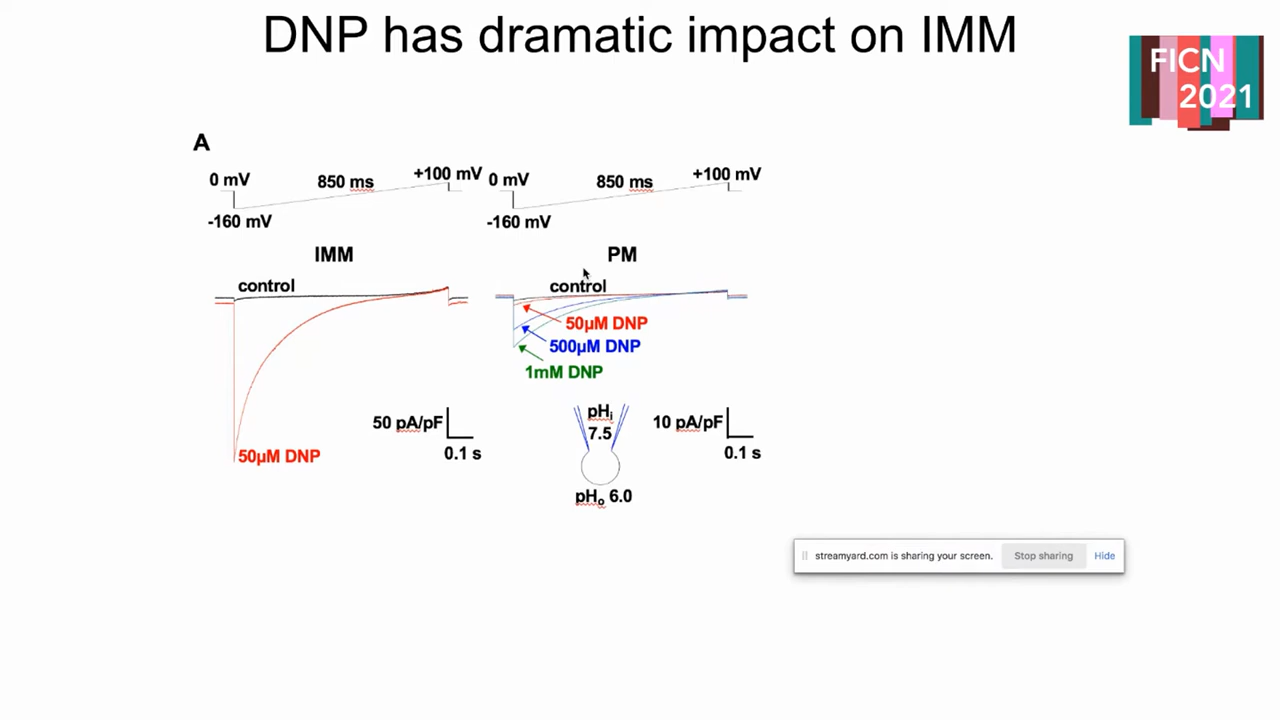 DNP has dramatic impact on IMM
FICN
2021
A
0 mV
850 ms
+100 mV
-160 mV
0 mV
850 ms
+100 mV
-160 mV
IMM
PM
control
control
50µM DNP
500µM DNP
1mM DNP
50 pA/pF
0.1 s
pHi
7.5
10 pA/pF
0.1 s
50µM DNP
pHo 6.0
streamyard.com is sharing your screen.
Stop sharing
Hide